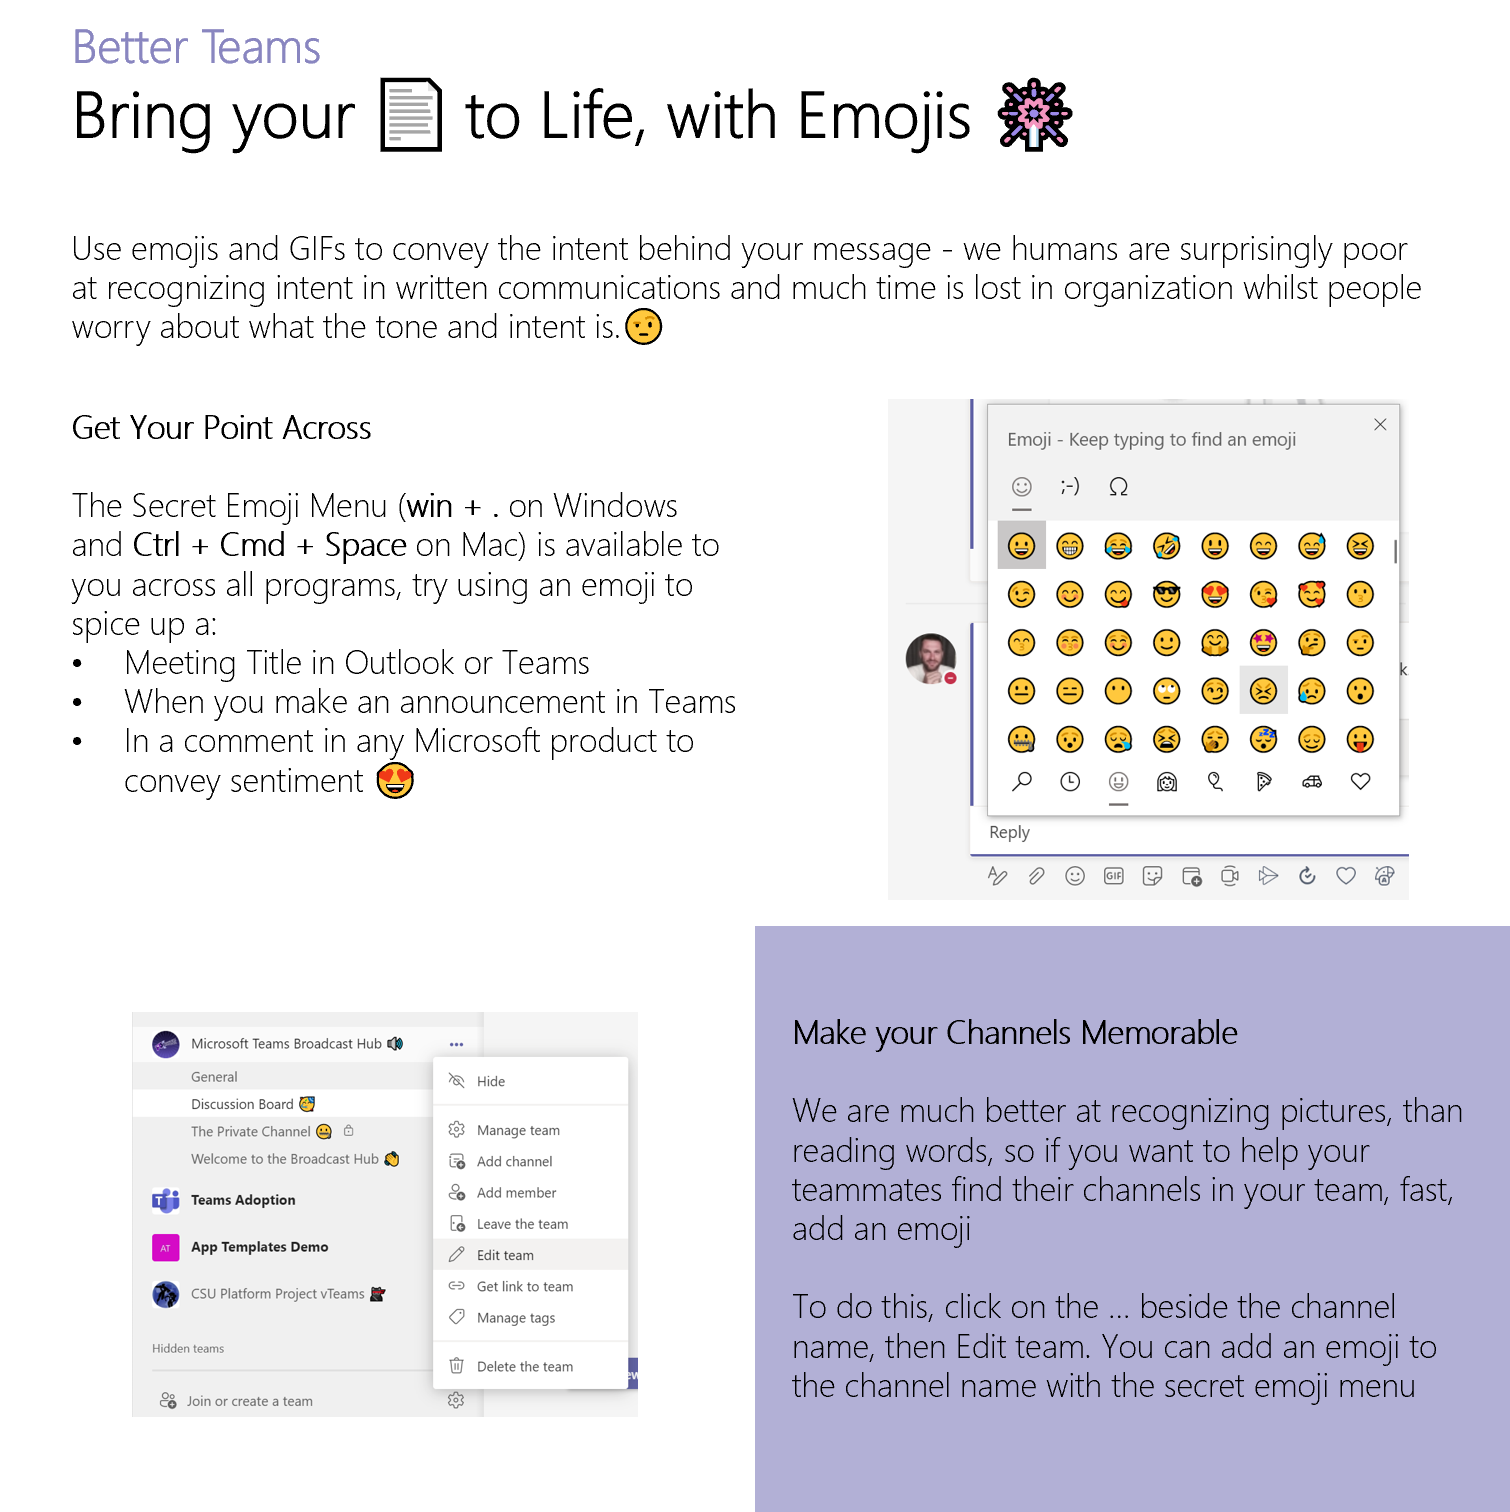 Better Teams
Bring your 📄 to Life, with Emojis 🎆
Use emojis and GIFs to convey the intent behind your message - we humans are surprisingly poor
at recognizing intent in written communications and much time is lost in organization whilst people
worry about what the tone and intent is.🤨
Get Your Point Across
The Secret Emoji Menu (win + . on Windows
and Ctrl + Cmd + Space on Mac) is available to
you across all programs, try using an emoji to
spice up a:
• Meeting Title in Outlook or Teams
• When you make an announcement in Teams
• In a comment in any Microsoft product to
convey sentiment 😍
Emoji - Keep typing to find an emoji
;-) Ω
k
Reply
GIF
Microsoft Teams Broadcast Hub 🔊 ...
General
Discussion Board
The Private Channel 🤐
Welcome to the Broadcast Hub 👏
Teams Adoption
AT App Templates Demo
CSU Platform Project vTeams
Hidden teams
Join or create a team
Hide
Manage team
Add channel
Add member
Leave the team
Edit team
Get link to team
Manage tags
Delete the team
Make your Channels Memorable
We are much better at recognizing pictures, than
reading words, so if you want to help your
teammates find their channels in your team, fast,
add an emoji
To do this, click on the ... beside the channel
name, then Edit team. You can add an emoji to
the channel name with the secret emoji menu